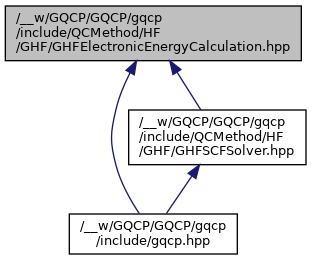 /__w/GQCP/GQCP/gqcp
/include/QCMethod/HF
/GHF/GHFElectronicEnergyCalculation.hpp
/__w/GQCP/GQCP/gqcp
/include/QCMethod/HF
/GHF/GHFSCFSolver.hpp
/__w/GQCP/GQCP/gqcp
/include/gqcp.hpp